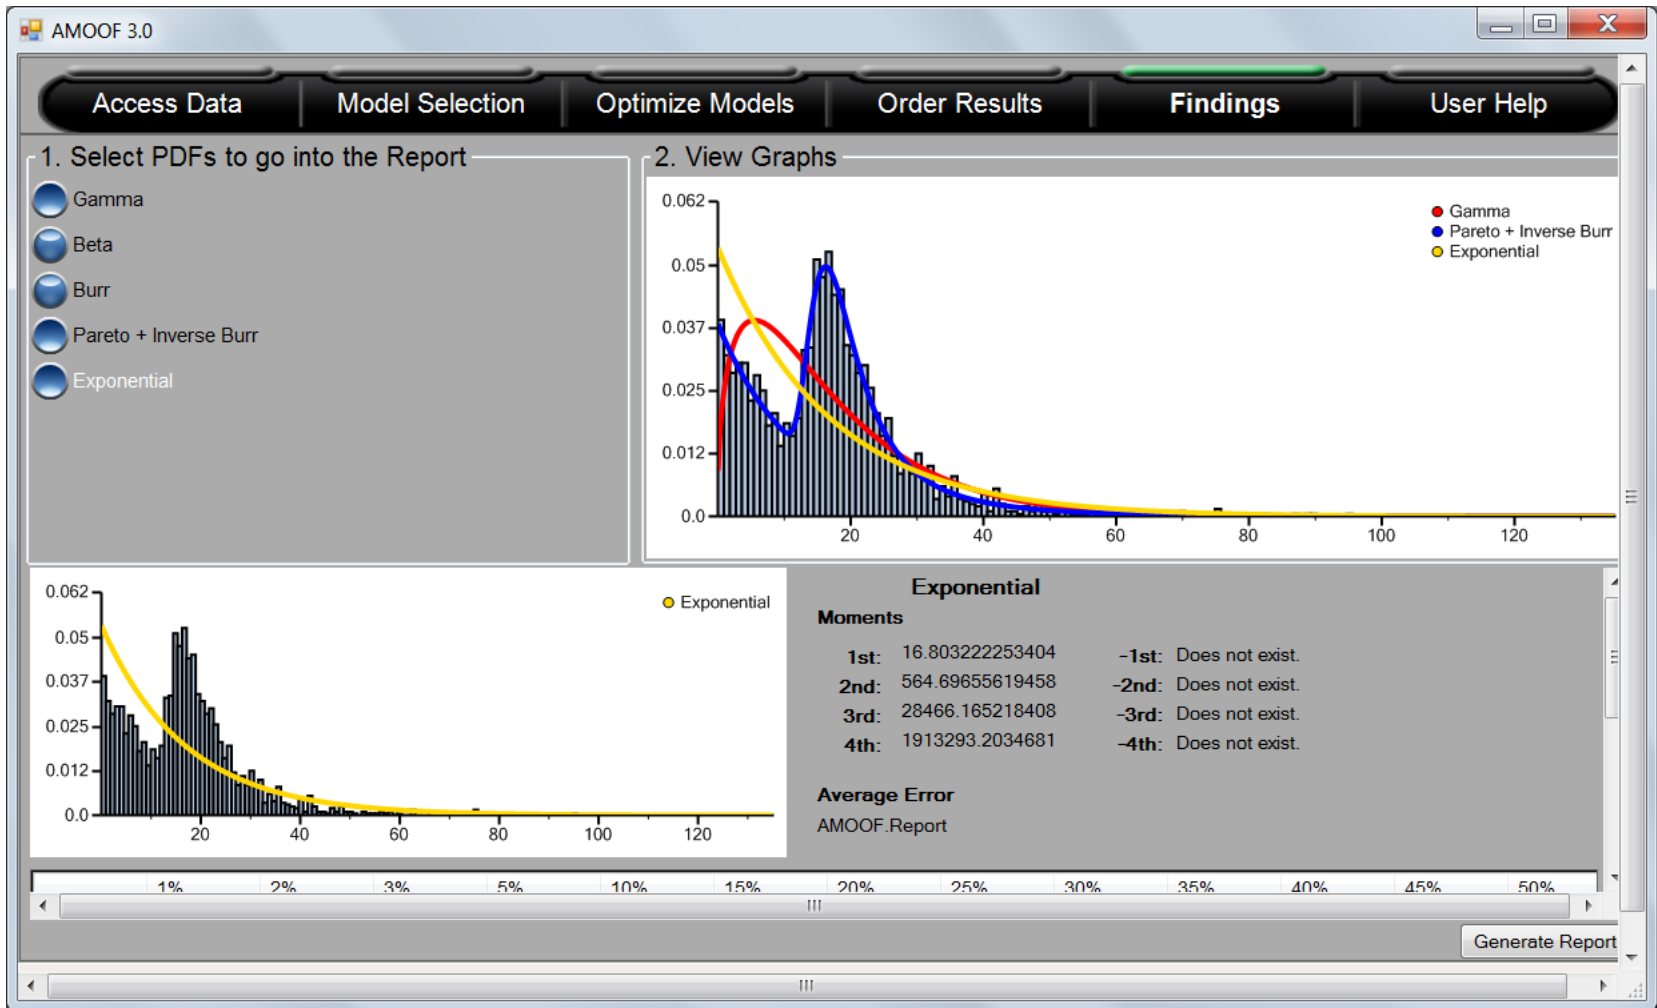 AMOOF 3.0
Access Data Model Selection Optimize Models Order Results Findings User Help
1. Select PDFs to go into the Report
Gamma
Beta
Burr
Pareto + Inverse Burr
Exponential
2. View Graphs
0.062
0.05
0.037
0.025
0.012
0.0
20 40 60 80 100 120
Gamma
Pareto + Inverse Burr
Exponential
0.062
0.05
0.037
0.025
0.012
0.0
20 40 60 80 100 120
Exponential
Exponential
Moments
1st: 16.803222253404 -1st: Does not exist.
2nd: 564.69655619458 -2nd: Does not exist.
3rd: 28466.165218408 -3rd: Does not exist.
4th: 1913293.2034681 -4th: Does not exist.
Average Error
AMOOF.Report
1% 2% 3% 5% 10% 15% 20% 25% 30% 35% 40% 45% 50%
Generate Report